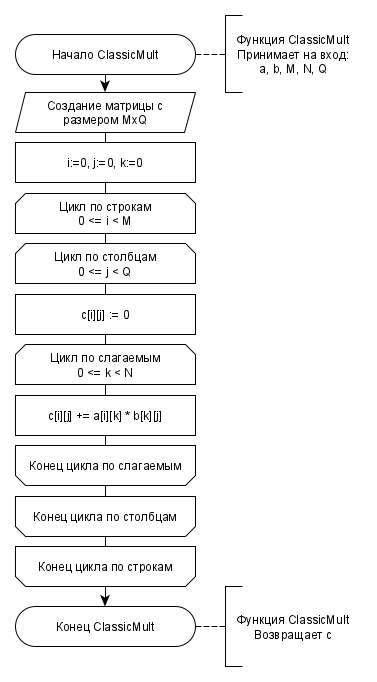 Начало ClassicMult
Функция ClassicMult
Принимает на вход:
a, b, M, N, Q
Создание матрицы с
размером MxQ
i:=0, j:=0, k:=0
Цикл по строкам
0 <= i < M
Цикл по столбцам
0 <= j < Q
c[i][j] := 0
Цикл по слагаемым
0 <= k < N
c[i][j] += a[i][k] * b[k][j]
Конец цикла по слагаемым
Конец цикла по столбцам
Конец цикла по строкам
Конец ClassicMult
Функция ClassicMult
Возвращает c